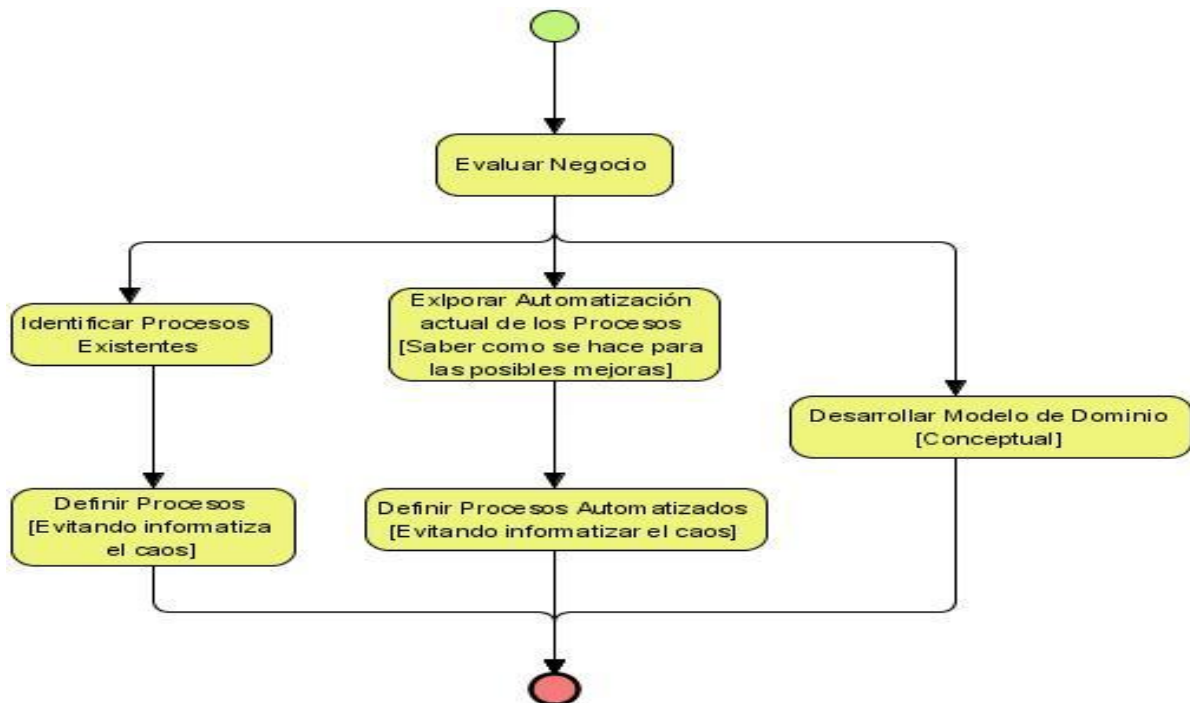 Evaluar Negocio
Identificar Procesos
Existentes
Exlporar Automatización
actual de los Procesos
[Saber como se hace para
las posibles mejoras]
Desarrollar Modelo de Dominio
[Conceptual]
Definir Procesos
[Evitando informatiza
el caos]
Definir Procesos Automatizados
[Evitando informatizar el caos]